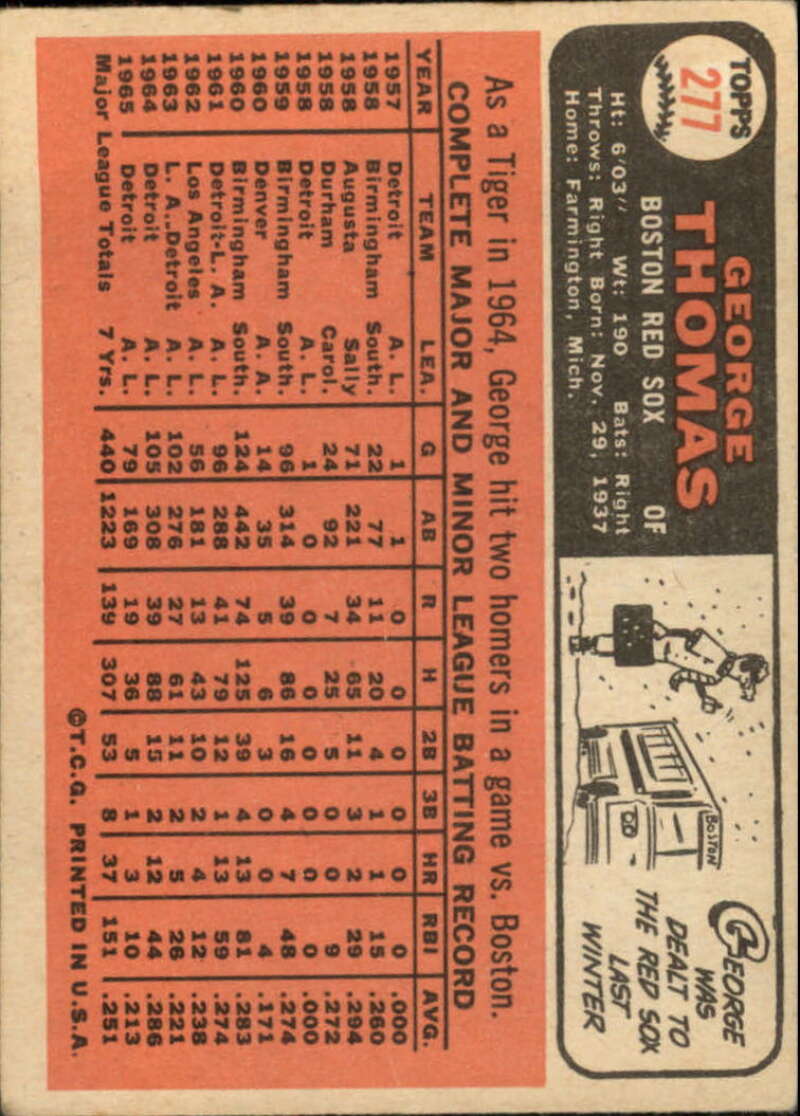 TOPPS
277
GEORGE
THOMAS
BOSTON RED SOX OF
Ht: 6'03" Wt: 190 Bats: Right
Throws: Right Born: Nov. 29, 1937
Home: Farmington, Mich.
BOSTON
GEORGE
WAS
DEALT TO
THE RED SOX
LAST
WINTER
As a Tiger in 1964, George hit two homers in a game vs. Boston.
COMPLETE MAJOR AND MINOR LEAGUE BATTING RECORD
YEAR TEAM LEA. G AB R H 2B 3B HR RBI AVG.
1957 Detroit A. L. 1 1 0 0 0 0 0 0 .000
1958 Birmingham South. 22 77 11 20 4 1 1 15 .260
1958 Augusta Sally 71 221 34 65 11 3 2 29 .294
1958 Durham Carol. 24 92 7 25 5 0 0 9 .272
1958 Detroit A. L. 1 0 0 0 0 0 0 0 .000
1959 Birmingham South. 96 314 39 86 16 4 7 48 .274
1960 Denver A. A. 14 35 5 6 3 0 0 4 .171
1960 Birmingham South. 124 442 74 125 39 4 13 81 .283
1961 Detroit-L. A. A. L. 96 288 41 79 12 1 13 59 .274
1962 Los Angeles A. L. 56 181 13 43 10 2 4 12 .238
1963 L. A..Detroit A. L. 102 276 27 61 11 2 5 26 .221
1964 Detroit A. L. 105 308 39 88 15 2 12 44 .286
1965 Detroit A. L. 79 169 19 36 5 1 3 10 .213
Major League Totals 7 Yrs. 440 1223 139 307 53 8 37 151 .251
©T.C.G. PRINTED IN U.S.A.